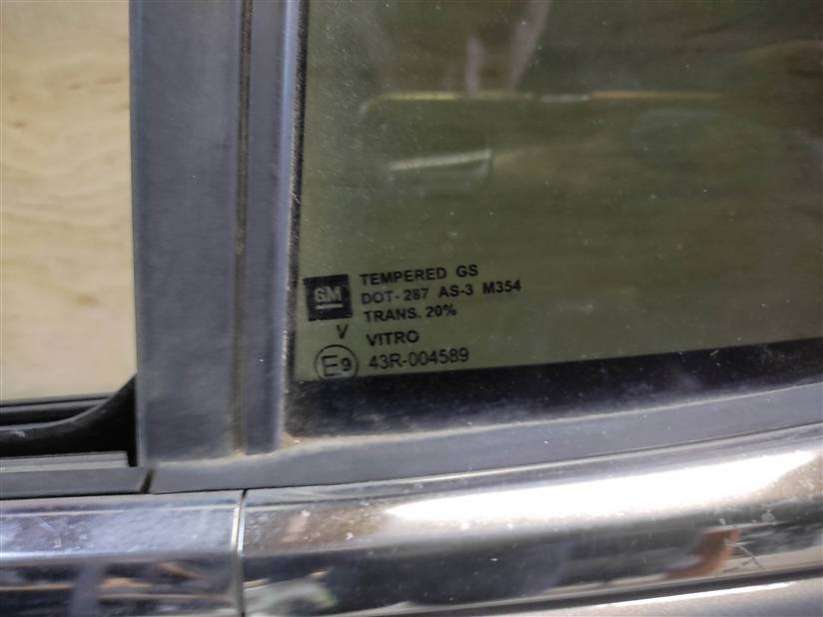 TEMPERED GS
GM DOT-287 AS-3 M354
TRANS. 20%
V VITRO
E9 43R-004589